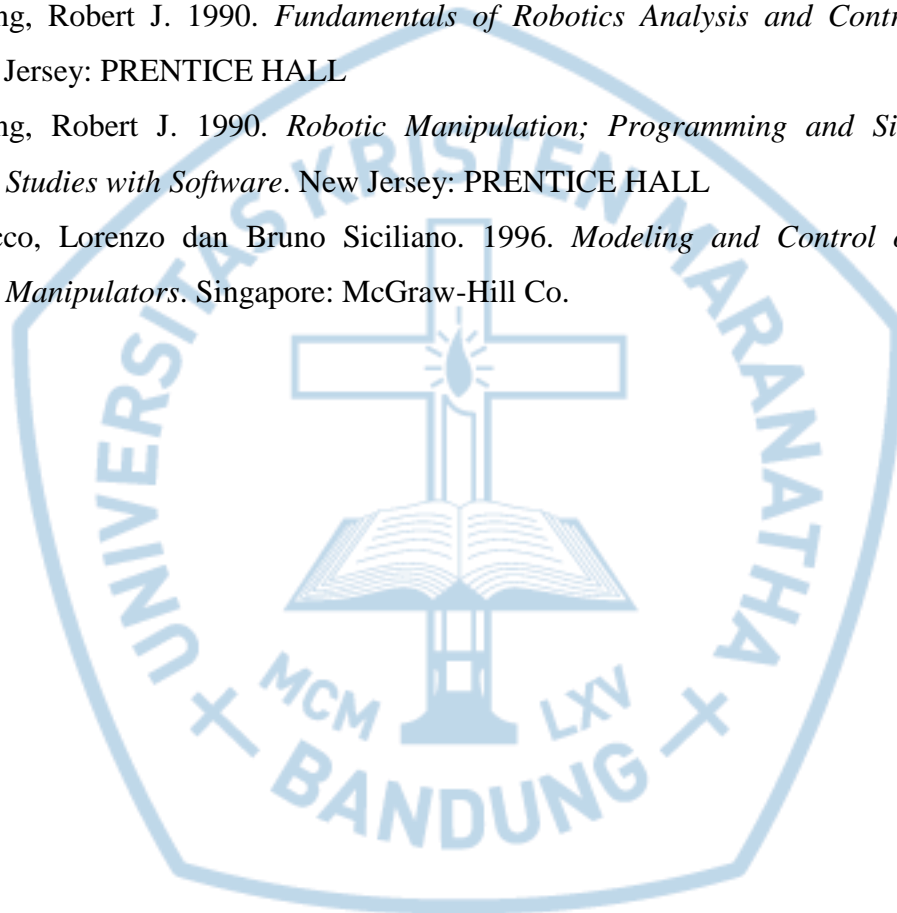 ng, Robert J. 1990. Fundamentals of Robotics Analysis and Contr
Jersey: PRENTICE HALL
ng, Robert J. 1990. Robotic Manipulation; Programming and Si
Studies with Software. New Jersey: PRENTICE HALL
cco, Lorenzo dan Bruno Siciliano. 1996. Modeling and Control
Manipulators. Singapore: McGraw-Hill Co.
UNIVERSITAS KRISTEN MARANATHA
MCM LXV
BANDUNG